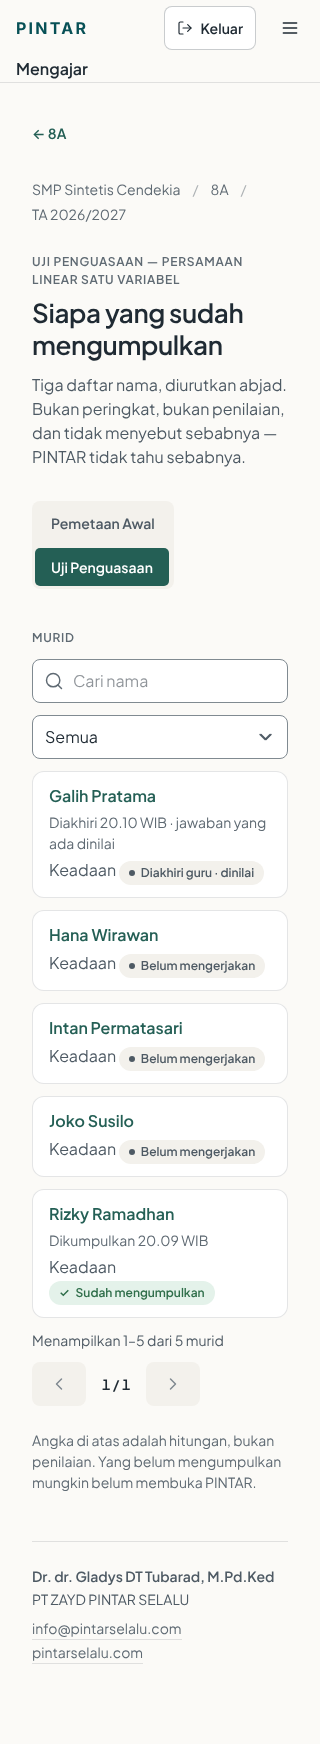 PINTAR
Keluar
Mengajar
← 8A
SMP Sintetis Cendekia / 8A /
TA 2026/2027
UJI PENGUASAAN — PERSAMAAN
LINEAR SATU VARIABEL
Siapa yang sudah
mengumpulkan
Tiga daftar nama, diurutkan abjad.
Bukan peringkat, bukan penilaian,
dan tidak menyebut sebabnya —
PINTAR tidak tahu sebabnya.
Pemetaan Awal
Uji Penguasaan
MURID
Cari nama
Semua
Galih Pratama
Diakhiri 20.10 WIB · jawaban yang
ada dinilai
Keadaan Diakhiri guru · dinilai
Hana Wirawan
Keadaan Belum mengerjakan
Intan Permatasari
Keadaan Belum mengerjakan
Joko Susilo
Keadaan Belum mengerjakan
Rizky Ramadhan
Dikumpulkan 20.09 WIB
Keadaan
Sudah mengumpulkan
Menampilkan 1–5 dari 5 murid
1/1
Angka di atas adalah hitungan, bukan
penilaian. Yang belum mengumpulkan
mungkin belum membuka PINTAR.
Dr. dr. Gladys DT Tubarad, M.Pd.Ked
PT ZAYD PINTAR SELALU
info@pintarselalu.com
pintarselalu.com